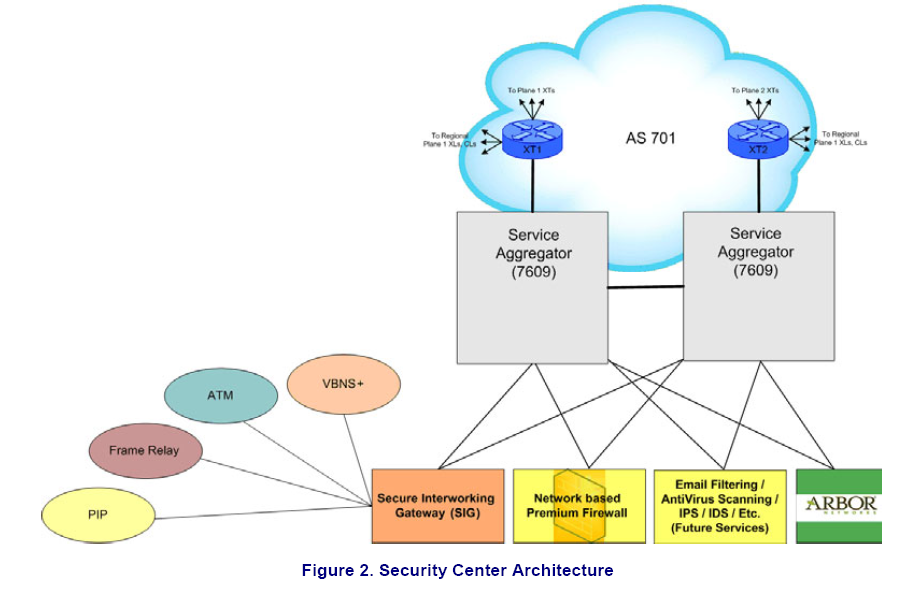 To Plane 1 XTs
To Plane 2 XTs
To Regional
Plane 1 XLs, CLs
XT1
AS 701
XT2
To Regional
Plane 1 XLs, CLs
Service
Aggregator
(7609)
Service
Aggregator
(7609)
VBNS+
ATM
Frame Relay
PIP
Secure Interworking
Gateway (SIG)
Network based
Premium Firewall
Email Filtering /
AntiVirus Scanning /
IPS / IDS / Etc.
(Future Services)
ARBOR
NETWORKS
Figure 2. Security Center Architecture